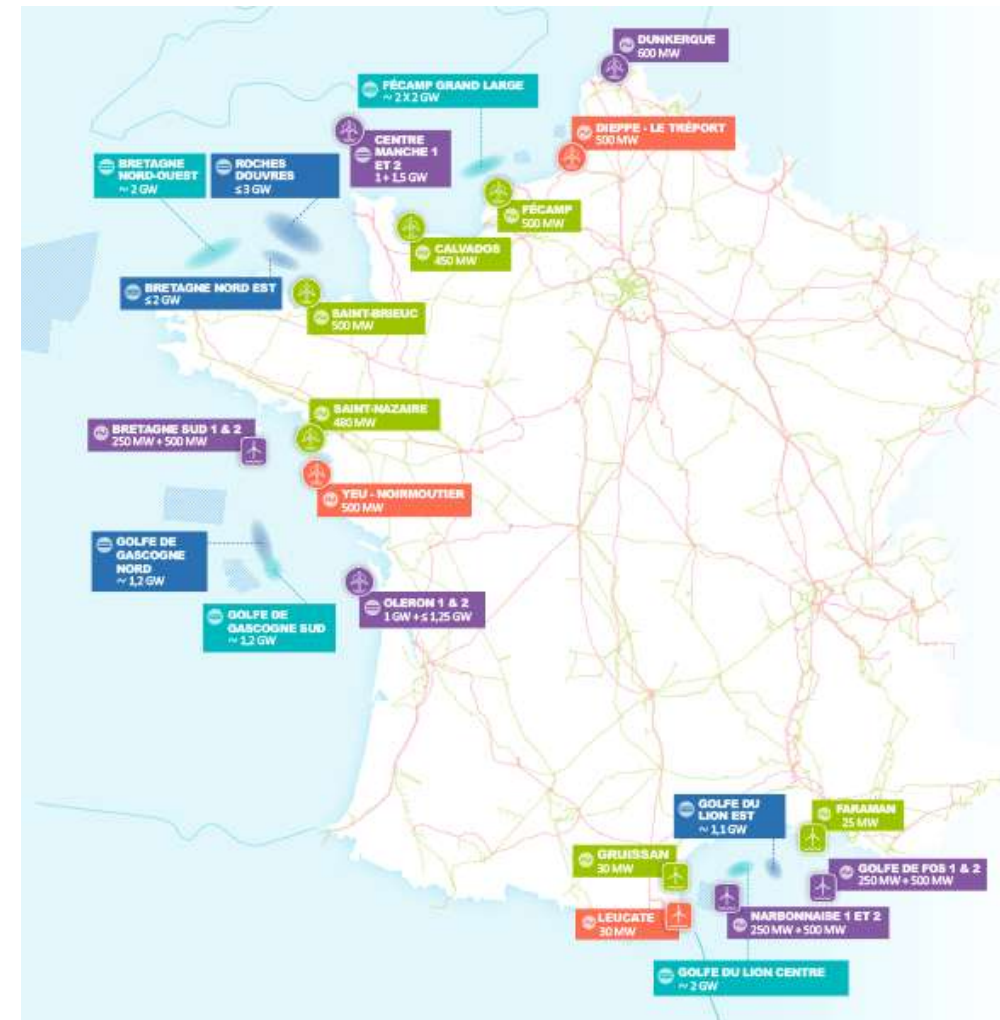 DUNKERQUE
600 MW
FÉCAMP GRAND LARGE
~ 2 X 2 GW
DIEPPE - LE TRÉPORT
500 MW
CENTRE
MANCHE 1
ET 2
1 + 1,5 GW
BRETAGNE
NORD-OUEST
~ 2 GW
ROCHES
DOUVRES
≤ 3 GW
FÉCAMP
500 MW
CALVADOS
450 MW
BRETAGNE NORD EST
≤ 2 GW
SAINT-BRIEUC
500 MW
SAINT-NAZAIRE
480 MW
BRETAGNE SUD 1 & 2
250 MW + 500 MW
YEU - NOIRMOUTIER
500 MW
GOLFE DE
GASCOGNE
NORD
~ 1,2 GW
OLERON 1 & 2
1 GW + ≤ 1,25 GW
GOLFE DE
GASCOGNE SUD
~ 1,2 GW
GOLFE DU
LION EST
~ 1,1 GW
FARAMAN
25 MW
GRUISSAN
30 MW
GOLFE DE FOS 1 & 2
250 MW + 500 MW
LEUCATE
30 MW
NARBONNAISE 1 ET 2
250 MW + 500 MW
GOLFE DU LION CENTRE
~ 2 GW